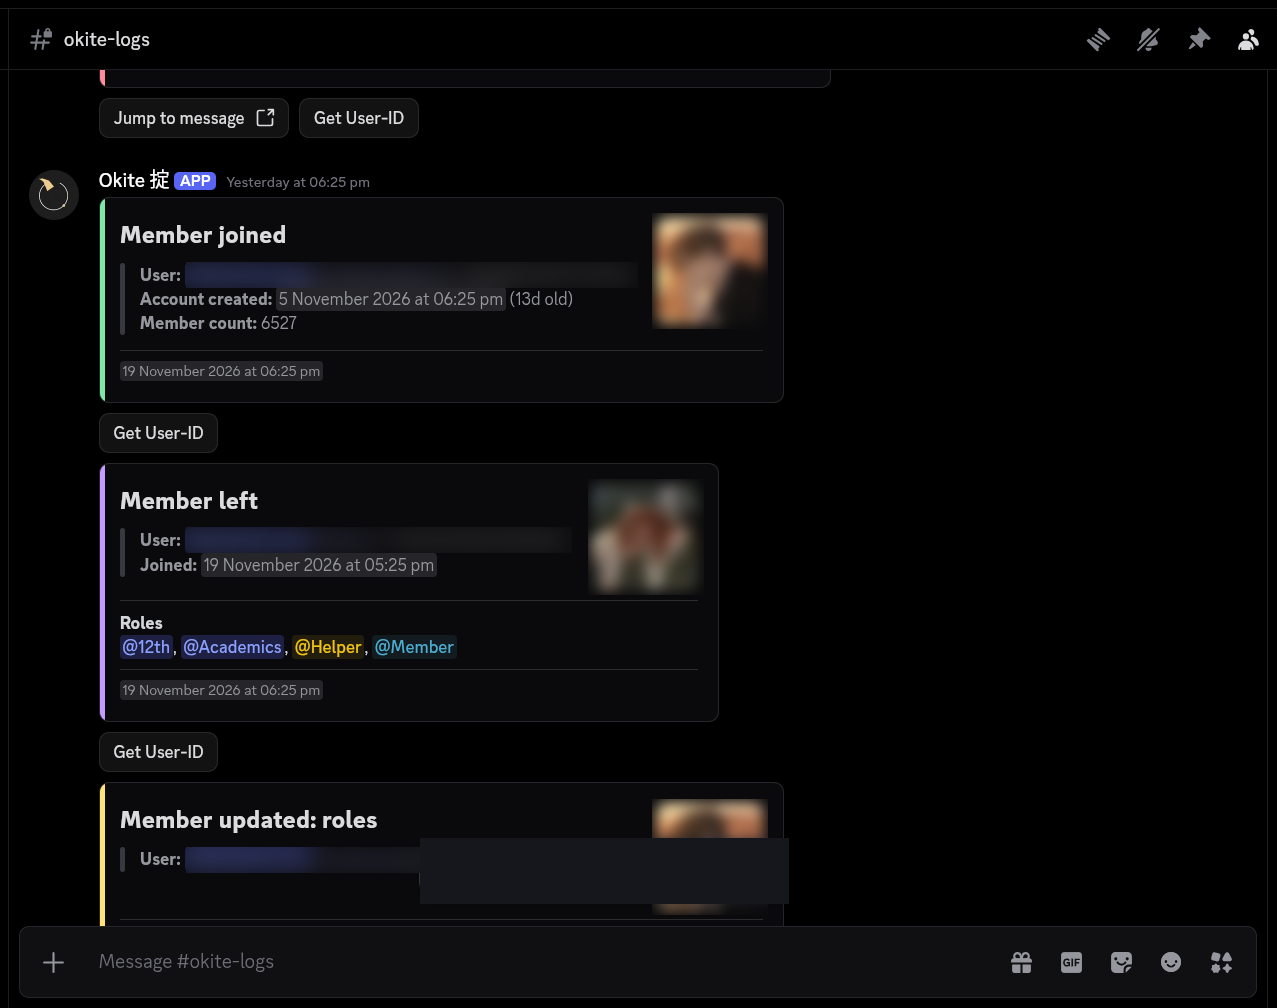 okite-logs
Jump to message
Get User-ID
Okite 掟 APP Yesterday at 06:25 pm
Member joined
User:
Account created: 5 November 2026 at 06:25 pm (13d old)
Member count: 6527
19 November 2026 at 06:25 pm
Get User-ID
Member left
User:
Joined: 19 November 2026 at 05:25 pm
Roles
@12th, @Academics, @Helper, @Member
19 November 2026 at 06:25 pm
Get User-ID
Member updated: roles
User:
Message #okite-logs
GIF